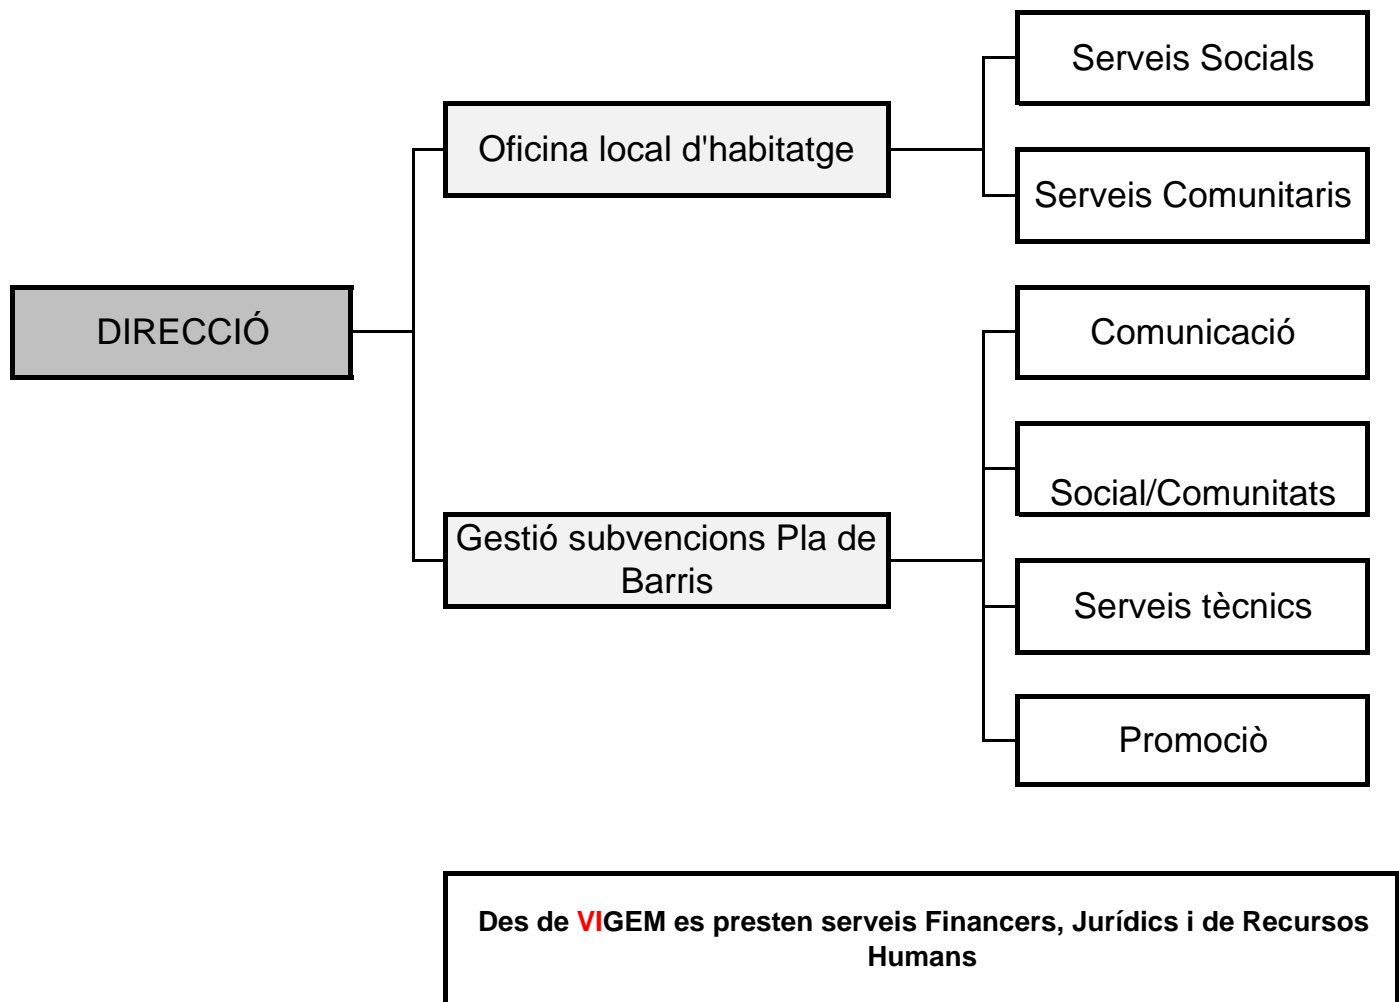 Serveis Socials
Oficina local d'habitatge
Serveis Comunitaris
DIRECCIÓ
Comunicació
Social/Comunitats
Gestió subvencions Pla de
Barris
Serveis tècnics
Promociò
Des de VIGEM es presten serveis Financers, Jurídics i de Recursos
Humans